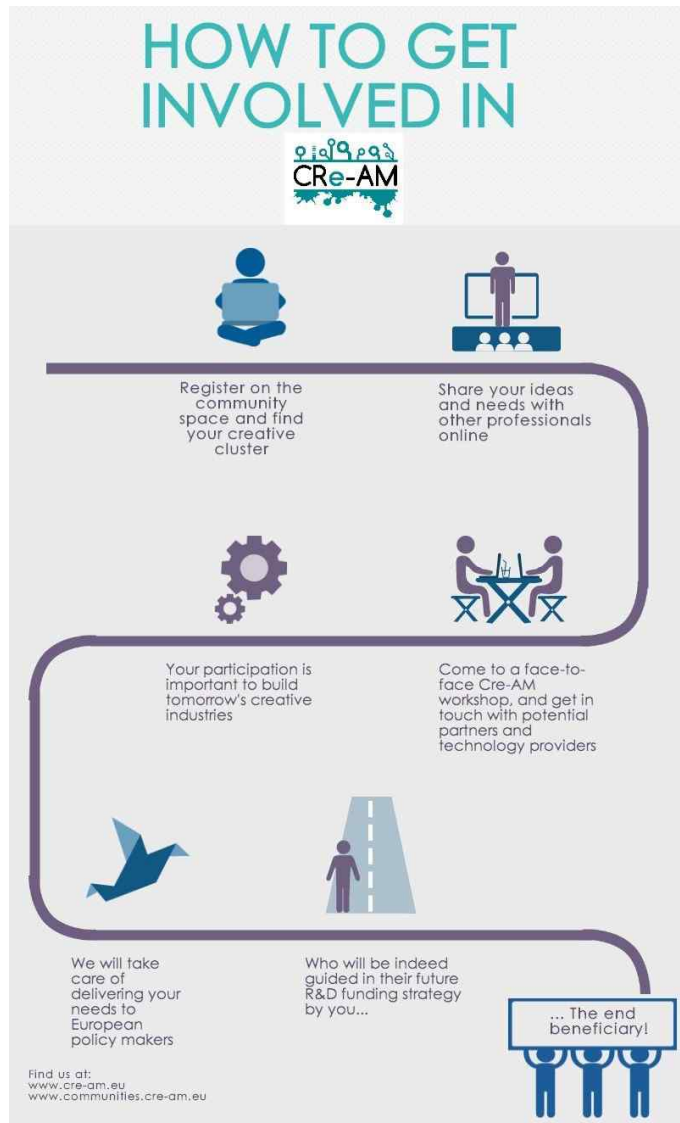 HOW TO GET
INVOLVED IN
CRe-AM
Register on the
community
space and find
your creative
cluster
Share your ideas
and needs with
other professionals
online
Come to a face-to-
face Cre-AM
workshop, and get in
touch with potential
partners and
technology providers
Your participation is
important to build
tomorrow's creative
industries
We will take
care of
delivering your
needs to
European
policy makers
Who will be indeed
guided in their future
R&D funding strategy
by you...
... The end
beneficiary!
Find us at:
www.cre-am.eu
www.communities.cre-am.eu